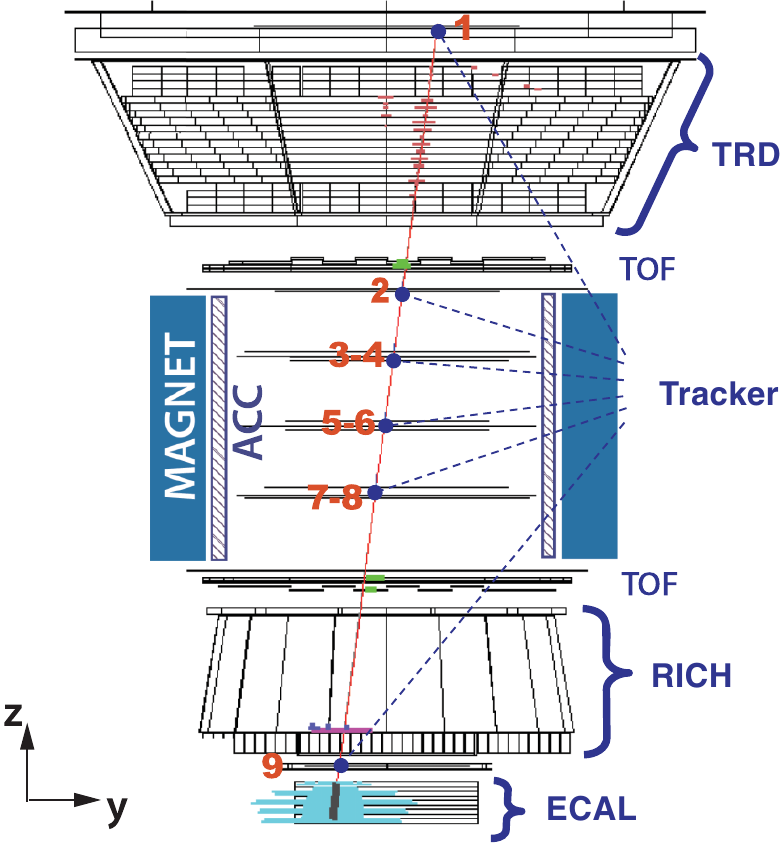 1
TRD
TOF
2
3-4
5-6
7-8
MAGNET
ACC
Tracker
TOF
RICH
9
z
y
ECAL